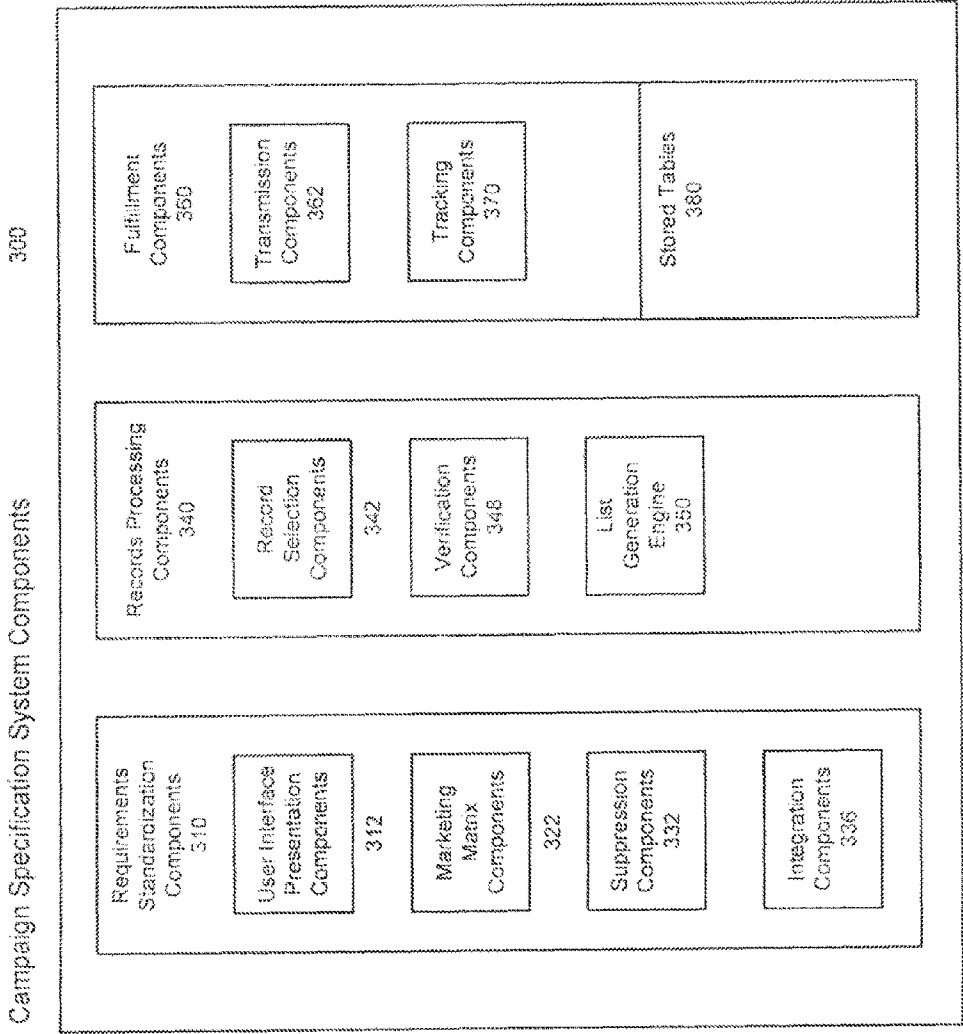 Campaign Specification System Components 300
Requirements
Standardization
Components
310
User Interface
Presentation
Components
312
Marketing
Matrix
Components
322
Suppression
Components
332
Integration
Components
336
Records Processing
Components
340
Record
Selection
Components
342
Verification
Components
348
List
Generation
Engine
350
Fulfillment
Components
360
Transmission
Components
362
Tracking
Components
370
Stored Tables
380